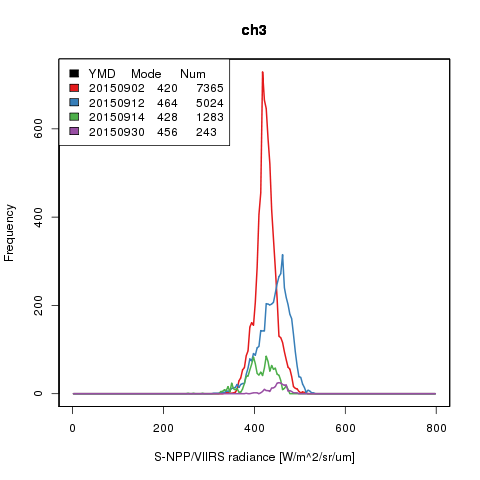 ch3
YMD Mode Num
20150902 420 7365
20150912 464 5024
20150914 428 1283
20150930 456 243
Frequency
0 200 400 600
0 200 400 600 800
S-NPP/VIIRS radiance [W/m^2/sr/um]